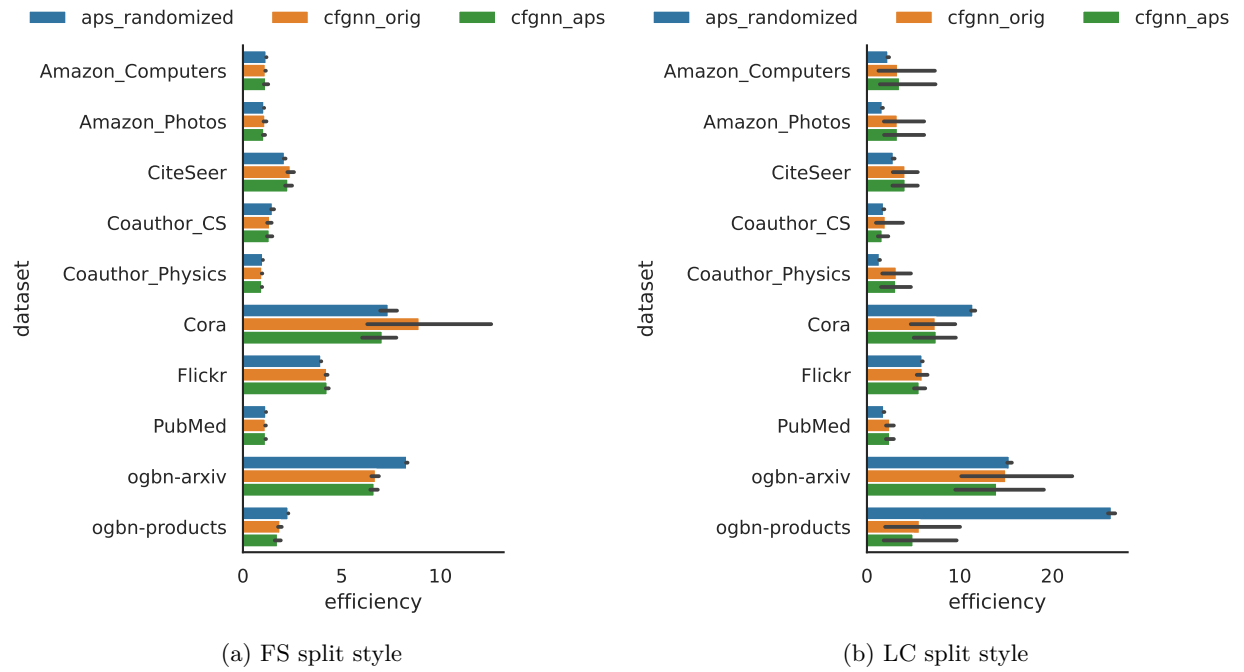 aps_randomized cfgnn_orig cfgnn_aps
dataset
Amazon_Computers
Amazon_Photos
CiteSeer
Coauthor_CS
Coauthor_Physics
Cora
Flickr
PubMed
ogbn-arxiv
ogbn-products
0 5 10
efficiency
(a) FS split style
aps_randomized cfgnn_orig cfgnn_aps
dataset
Amazon_Computers
Amazon_Photos
CiteSeer
Coauthor_CS
Coauthor_Physics
Cora
Flickr
PubMed
ogbn-arxiv
ogbn-products
0 10 20
efficiency
(b) LC split style